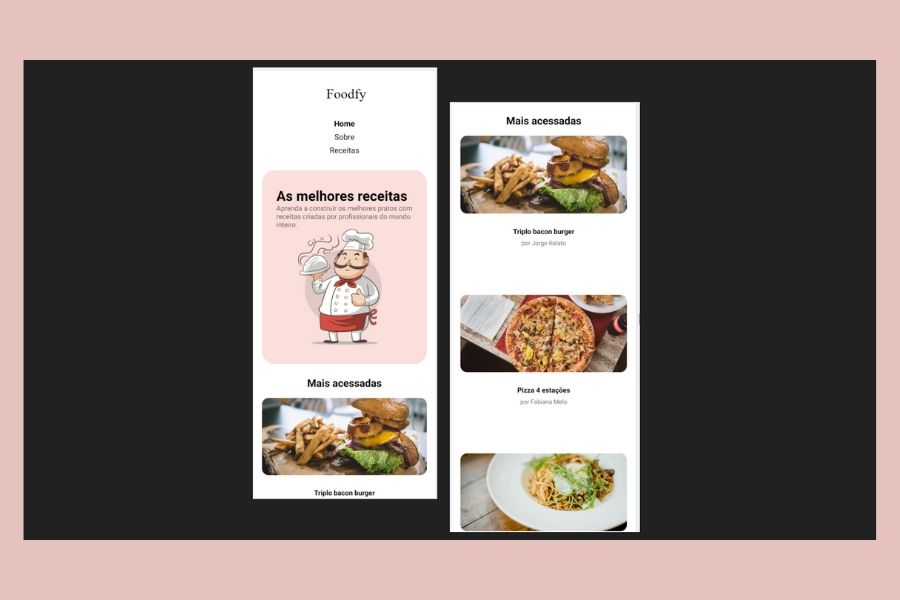 Foodfy
Home
Sobre
Receitas
As melhores receitas
Aprenda a construir os melhores pratos com
receitas criadas por profissionais do mundo
inteiro.
Mais acessadas
Triplo bacon burger
Mais acessadas
Triplo bacon burger
por Jorge Relato
Pizza 4 estações
por Fabiana Melo